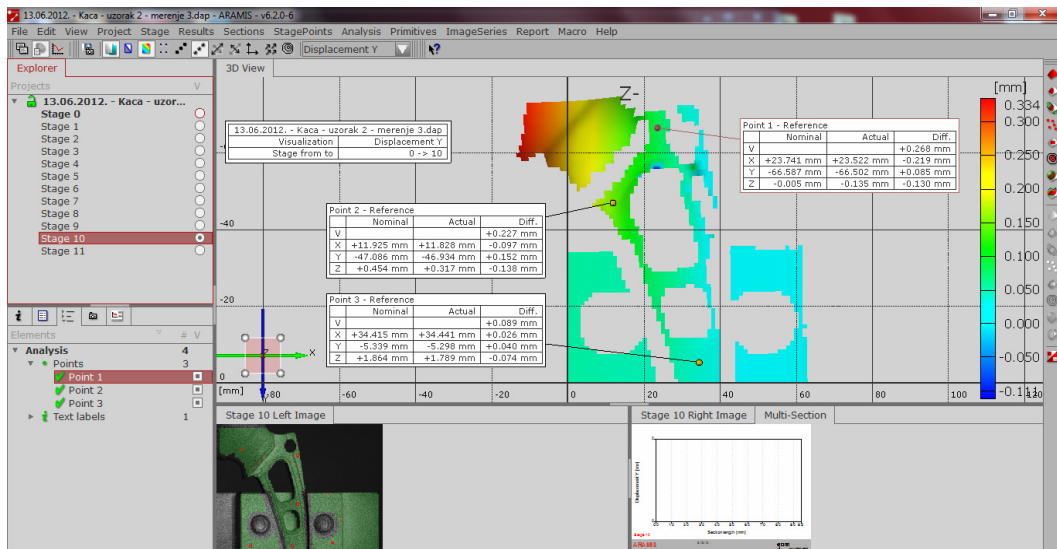 13.06.2012. - Kaca - uzorak 2 - merenje 3.dap - ARAMIS - v6.2.0-6
File Edit View Project Stage Results Sections StagePoints Analysis Primitives ImageSeries Report Macro Help
Displacement Y
Explorer
Projects V
13.06.2012. - Kaca - uzor...
Stage 0
Stage 1
Stage 2
Stage 3
Stage 4
Stage 5
Stage 6
Stage 7
Stage 8
Stage 9
Stage 10
Stage 11
Elements # V
Analysis 4
Points 3
Point 1
Point 2
Point 3
Text labels 1
3D View
Z-
13.06.2012. - Kaca - uzorak 2 - merenje 3.dap
Visualization Displacement Y
Stage from to 0 -> 10
Point 1 - Reference
Nominal Actual Diff.
V +0.268 mm
X +23.741 mm +23.522 mm -0.219 mm
Y -66.587 mm -66.502 mm +0.085 mm
Z -0.005 mm -0.135 mm -0.130 mm
Point 2 - Reference
Nominal Actual Diff.
V +0.227 mm
X +11.925 mm +11.828 mm -0.097 mm
Y -47.086 mm -46.934 mm +0.152 mm
Z +0.454 mm +0.317 mm -0.138 mm
Point 3 - Reference
Nominal Actual Diff.
V +0.089 mm
X +34.415 mm +34.441 mm +0.026 mm
Y -5.339 mm -5.298 mm +0.040 mm
Z +1.864 mm +1.789 mm -0.074 mm
[mm]
0.334
0.300
0.250
0.200
0.150
0.100
0.050
0.000
-0.050
-0.111
-40
-20
0
X
[mm] -80 -60 -40 -20 0 20 40 60 80 100 120
Stage 10 Left Image
Stage 10 Right Image Multi-Section
Displacement Y [mm]
Section length [mm]
Stage 10
ARAMIS
gom